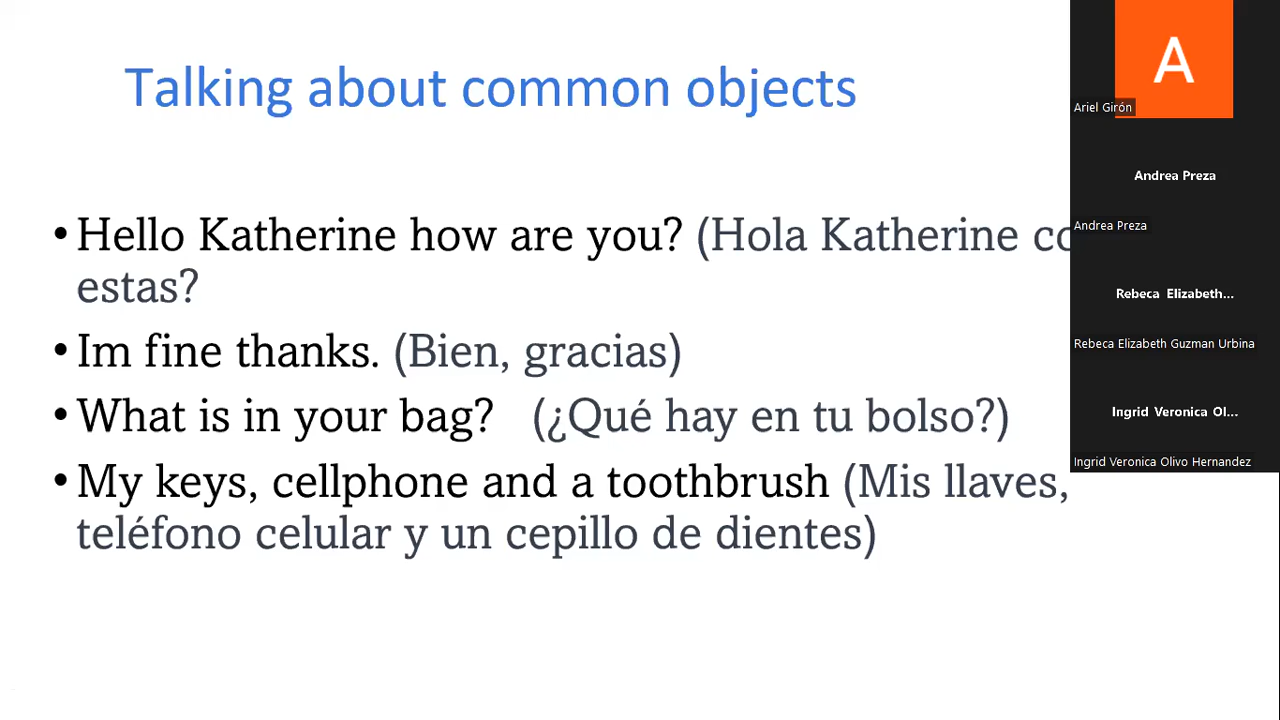 Talking about common objects
• Hello Katherine how are you? (Hola Katherine
estas?
• Im fine thanks. (Bien, gracias)
• What is in your bag? (¿Qué hay en tu bolso?)
• My keys, cellphone and a toothbrush (Mis llaves,
teléfono celular y un cepillo de dientes)
A
Ariel Girón
Andrea Preza
Andrea Preza
Rebeca Elizabeth...
Rebeca Elizabeth Guzman Urbina
Ingrid Veronica Ol...
Ingrid Veronica Olivo Hernandez